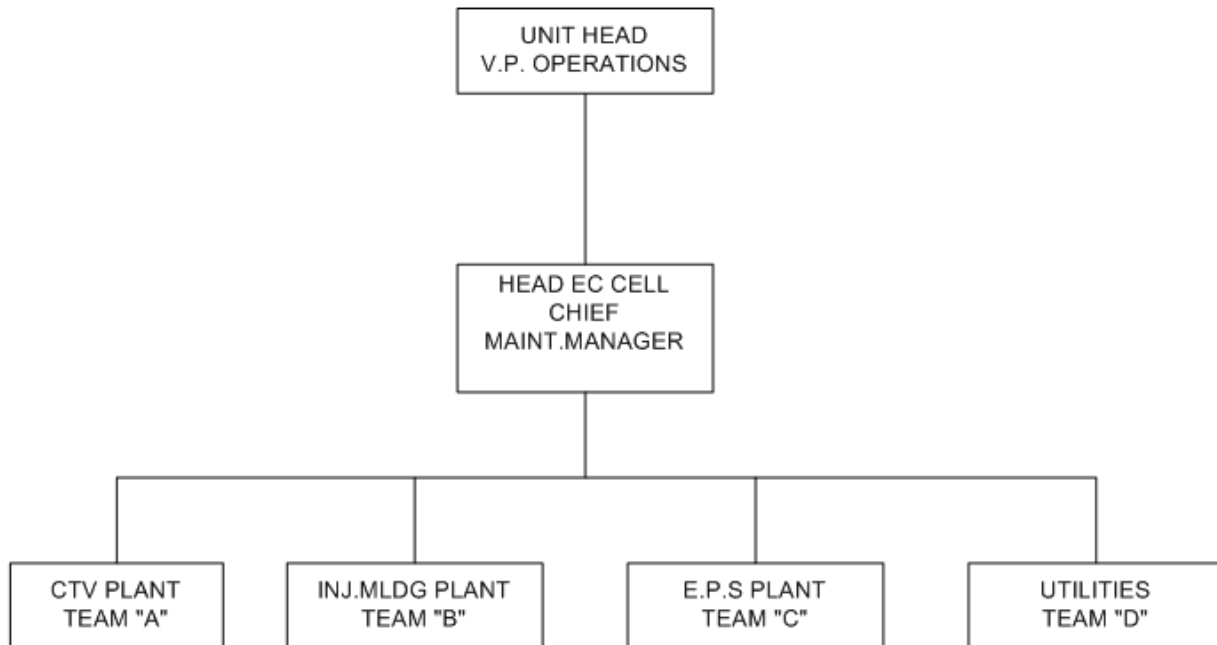 UNIT HEAD
V.P. OPERATIONS
HEAD EC CELL
CHIEF
MAINT.MANAGER
CTV PLANT
TEAM "A"
INJ.MLDG PLANT
TEAM "B"
E.P.S PLANT
TEAM "C"
UTILITIES
TEAM "D"